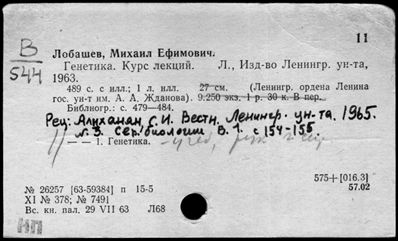 11
В
544
Лобашев, Михаил Ефимович.
Генетика. Курс лекций. Л., Изд-во Ленингр. ун-та,
1963.
489 с. с илл.; 1 л. илл. 27 см. (Ленингр. ордена Ленина
гос. ун-т им. А. А. Жданова). 9.250 экз. 1 р. 30 к. В пер.
Библиогр.: с. 479—484.
Рец: С. И. Вестн. Ленингр. ун-та. 1965.
№ 3. Сер. биологии В. 1. с 154-155
— — 1. Генетика.
575+[016.3]
57.02
№ 26257 [63-59384] п 15-5
XI № 378; № 7491
Вс. кн. пал. 29 VII 63 Л68
НП